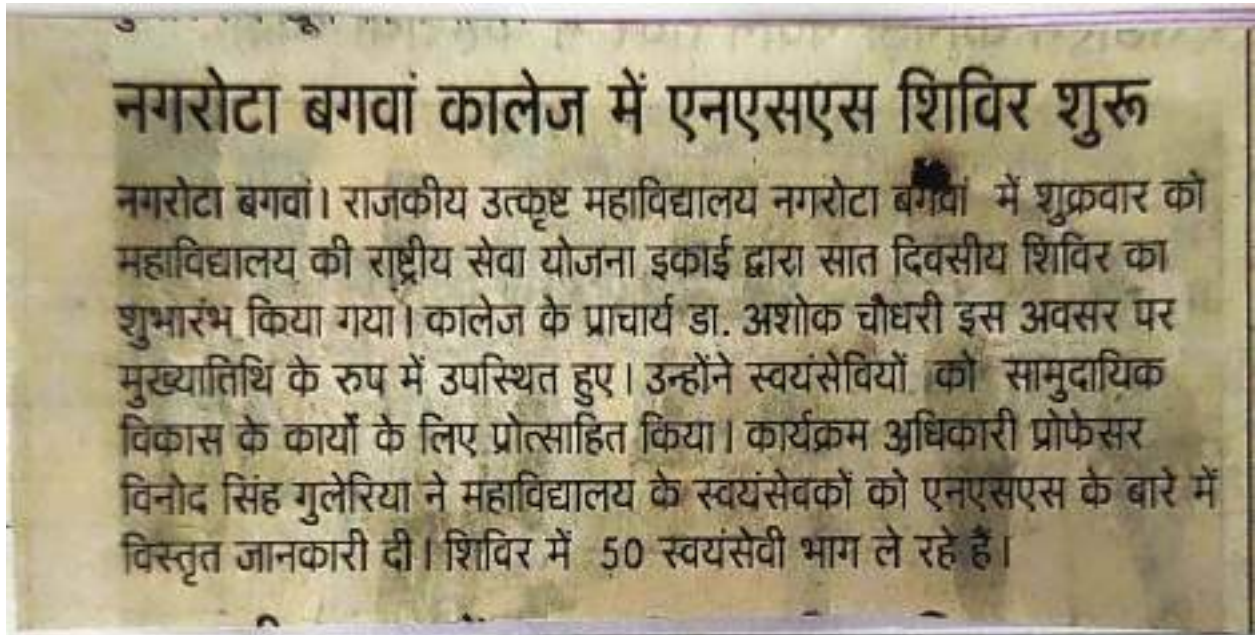 नगरोटा बगवां कालेज में एनएसएस शिविर शुरू
नगरोटा बगवां। राजकीय उत्कृष्ट महाविद्यालय नगरोटा बगवां में शुक्रवार को
महाविद्यालय की राष्ट्रीय सेवा योजना इकाई द्वारा सात दिवसीय शिविर का
शुभारंभ किया गया। कालेज के प्राचार्य डा. अशोक चौधरी इस अवसर पर
मुख्यातिथि के रुप में उपस्थित हुए। उन्होंने स्वयंसेवियों को सामुदायिक
विकास के कार्यो के लिए प्रोत्साहित किया। कार्यक्रम अधिकारी प्रोफेसर
विनोद सिंह गुलेरिया ने महाविद्यालय के स्वयंसेवकों को एनएसएस के बारे में
विस्तृत जानकारी दी। शिविर में 50 स्वयंसेवी भाग ले रहे हैं।